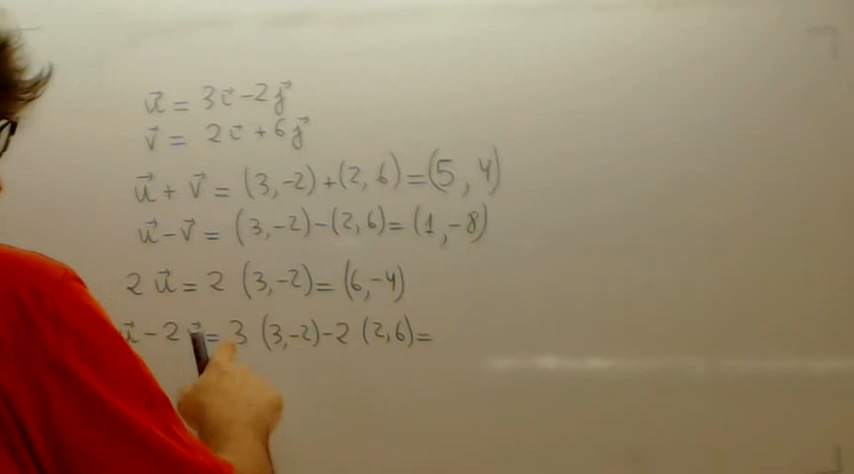 u⃗ = 3i⃗ - 2j⃗
v⃗ = 2i⃗ + 6j⃗
u⃗ + v⃗ = (3,-2)+(2,6)=(5,4)
u⃗ - v⃗ = (3,-2)-(2,6)=(1,-8)
2u⃗ = 2(3,-2)=(6,-4)
u⃗ - 2v⃗ = 3(3,-2)-2(2,6)=